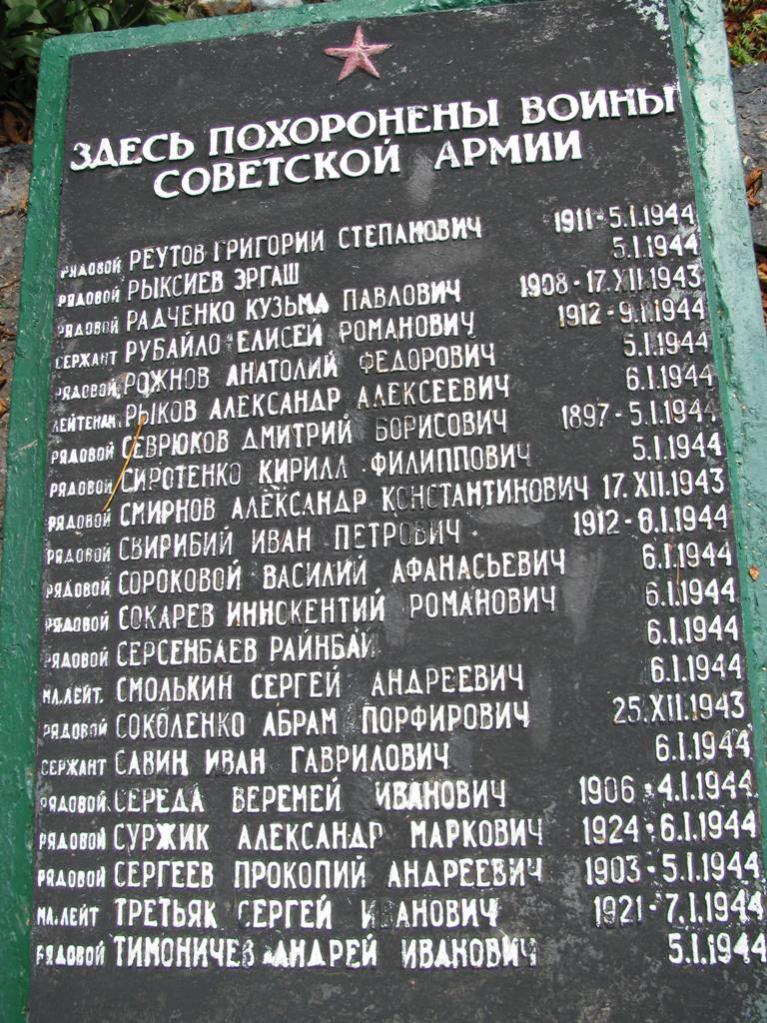 ЗДЕСЬ ПОХОРОНЕНЫ ВОИНЫ
СОВЕТСКОЙ АРМИИ
РЯДОВОЙ РЕУТОВ ГРИГОРИИ СТЕПАНОВИЧ 1911-5.I.1944
РЯДОВОЙ РЫКСИЕВ ЭРГАШ 5.I.1944
РЯДОВОЙ РАДЧЕНКО КУЗЬМА ПАВЛОВИЧ 1908-17.XII.1943
СЕРЖАНТ РУБАЙЛО ЕЛИСЕЙ РОМАНОВИЧ 1912-9.I.1944
РЯДОВОЙ РОЖНОВ АНАТОЛИЙ ФЕДОРОВИЧ 5.I.1944
ЛЕЙТЕНАН. РЫКОВ АЛЕКСАНДР АЛЕКСЕЕВИЧ 6.I.1944
РЯДОВОЙ СЕВРЮКОВ ДМИТРИЙ БОРИСОВИЧ 1897-5.I.1944
РЯДОВОЙ СИРОТЕНКО КИРИЛЛ ФИЛИППОВИЧ 5.I.1944
РЯДОВОЙ СМИРНОВ АЛЕКСАНДР КОНСТАНТИНОВИЧ 17.XII.1943
РЯДОВОЙ СВИРИБИЙ ИВАН ПЕТРОВИЧ 1912-8.I.1944
РЯДОВОЙ СОРОКОВОЙ ВАСИЛИЙ АФАНАСЬЕВИЧ 6.I.1944
РЯДОВОЙ СОКАРЕВ ИННСКЕНТИЙ РОМАНОВИЧ 6.I.1944
РЯДОВОЙ СЕРСЕНБАЕВ РАЙНБАЙ 6.I.1944
МЛ.ЛЕЙТ. СМОЛЬКИН СЕРГЕЙ АНДРЕЕВИЧ 6.I.1944
РЯДОВОЙ СОКОЛЕНКО АБРАМ ПОРФИРОВИЧ 25.XII.1943
СЕРЖАНТ САВИН ИВАН ГАВРИЛОВИЧ 6.I.1944
РЯДОВОЙ СЕРЕДА ВЕРЕМЕЙ ИВАНОВИЧ 1906-4.I.1944
РЯДОВОЙ СУРЖИК АЛЕКСАНДР МАРКОВИЧ 1924-6.I.1944
РЯДОВОЙ СЕРГЕЕВ ПРОКОПИЙ АНДРЕЕВИЧ 1903-5.I.1944
МЛ.ЛЕЙТ ТРЕТЬЯК СЕРГЕЙ ИВАНОВИЧ 1921-7.I.1944
РЯДОВОЙ ТИМОНИЧЕВ АНДРЕЙ ИВАНОВИЧ 5.I.1944